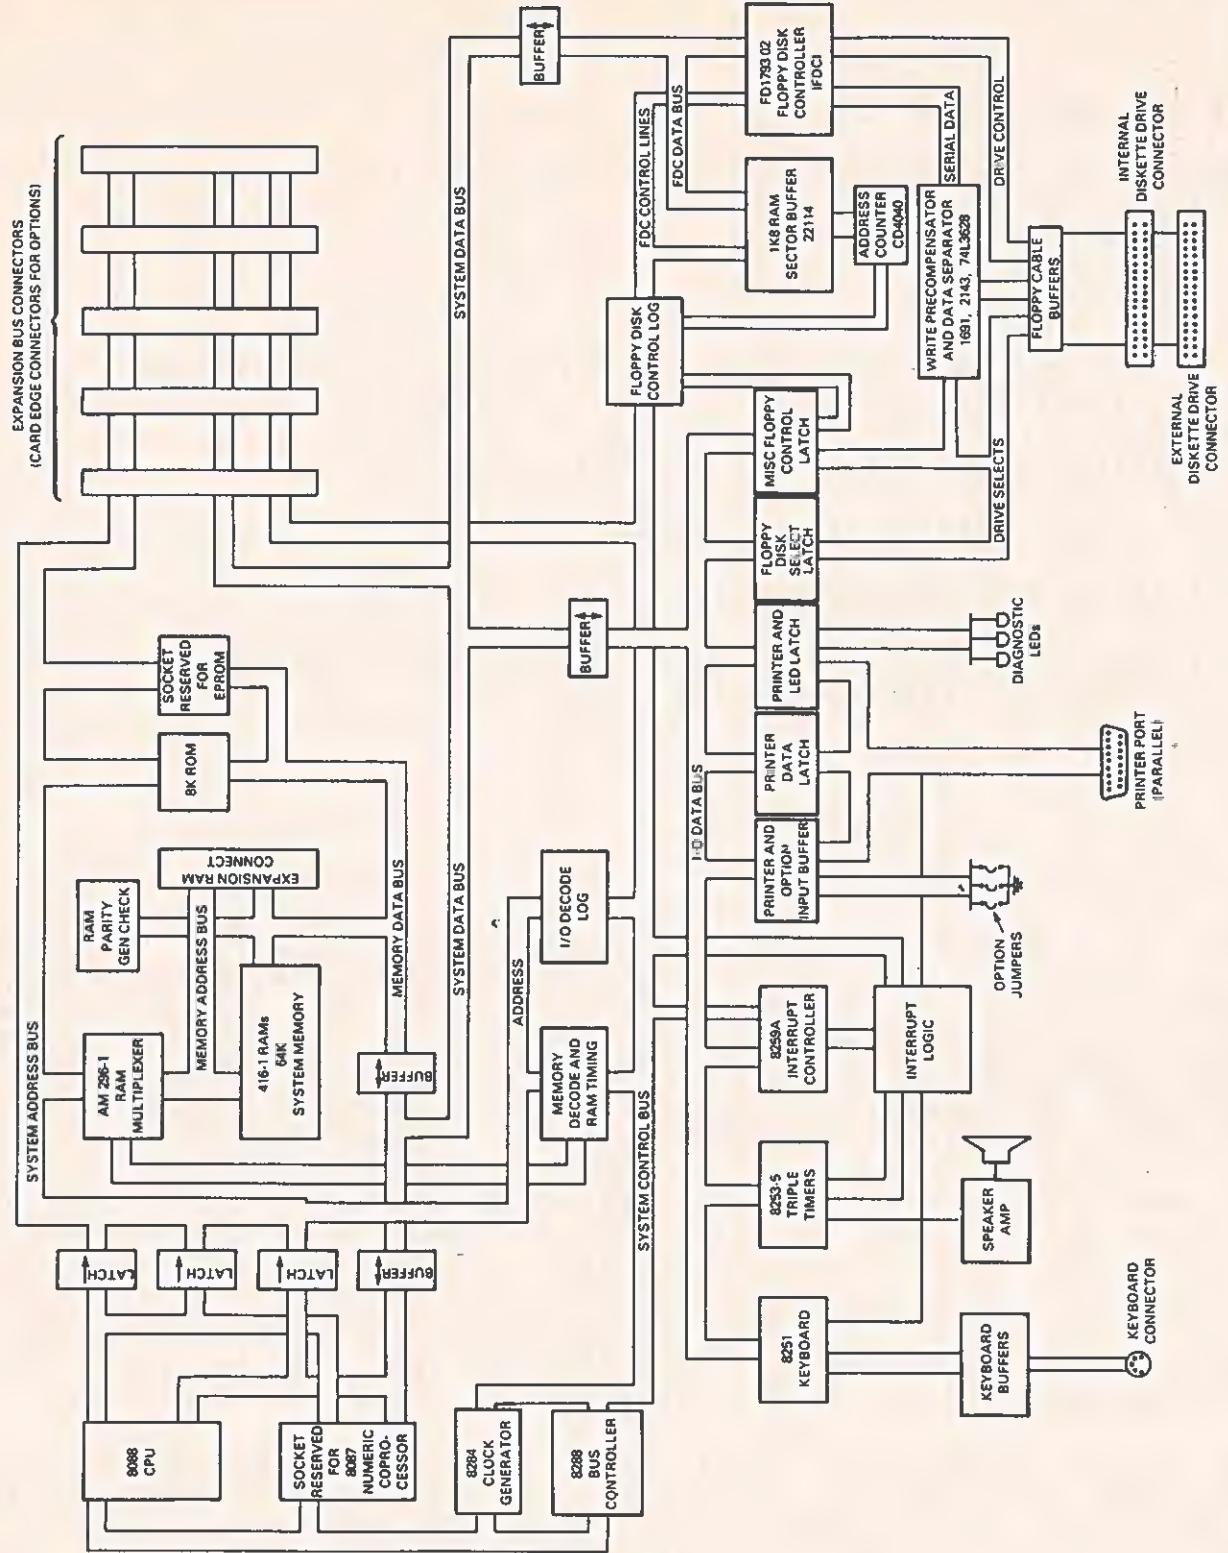 EXPANSION BUS CONNECTORS
(CARD EDGE CONNECTORS FOR OPTIONS)
SYSTEM ADDRESS BUS
8088
CPU
SOCKET
RESERVED
FOR
8087
NUMERIC
COPRO-
CESSOR
8284
CLOCK
GENERATOR
8288
BUS
CONTROLLER
LATCH
LATCH
LATCH
BUFFER
AM 296-1
RAM
MULTIPLEXER
RAM
PARITY
GEN CHECK
MEMORY ADDRESS BUS
416-1 RAMs
64K
SYSTEM MEMORY
EXPANSION RAM
CONNECT
8K ROM
SOCKET
RESERVED
FOR
EPROM
BUFFER
MEMORY DATA BUS
SYSTEM DATA BUS
SYSTEM DATA BUS
ADDRESS
MEMORY
DECODE AND
RAM TIMING
I/O DECODE
LOG
BUFFER
BUFFER
SYSTEM CONTROL BUS
I-O DATA BUS
FLOPPY DISK
CONTROL LOG
FDC CONTROL LINES
FDC DATA BUS
FD179302
FLOPPY DISK
CONTROLLER
IFDCI
1K8 RAM
SECTOR BUFFER
22114
ADDRESS
COUNTER
CD4040
WRITE PRECOMPENSATOR
AND DATA SEPARATOR
1691, 2143, 74L3628
SERIAL DATA
DRIVE CONTROL
DRIVE SELECTS
FLOPPY CABLE
BUFFERS
INTERNAL
DISKETTE DRIVE
CONNECTOR
EXTERNAL
DISKETTE DRIVE
CONNECTOR
8251
KEYBOARD
8253-5
TRIPLE
TIMERS
8259A
INTERRUPT
CONTROLLER
PRINTER AND
OPTION
INPUT BUFFER
PRINTER
DATA
LATCH
PRINTER AND
LED LATCH
FLOPPY
DISK
SELECT
LATCH
MISC FLOPPY
CONTROL
LATCH
INTERRUPT
LOGIC
KEYBOARD
BUFFERS
SPEAKER
AMP
OPTION
JUMPERS
DIAGNOSTIC
LEDs
KEYBOARD
CONNECTOR
PRINTER PORT
(PARALLEL)